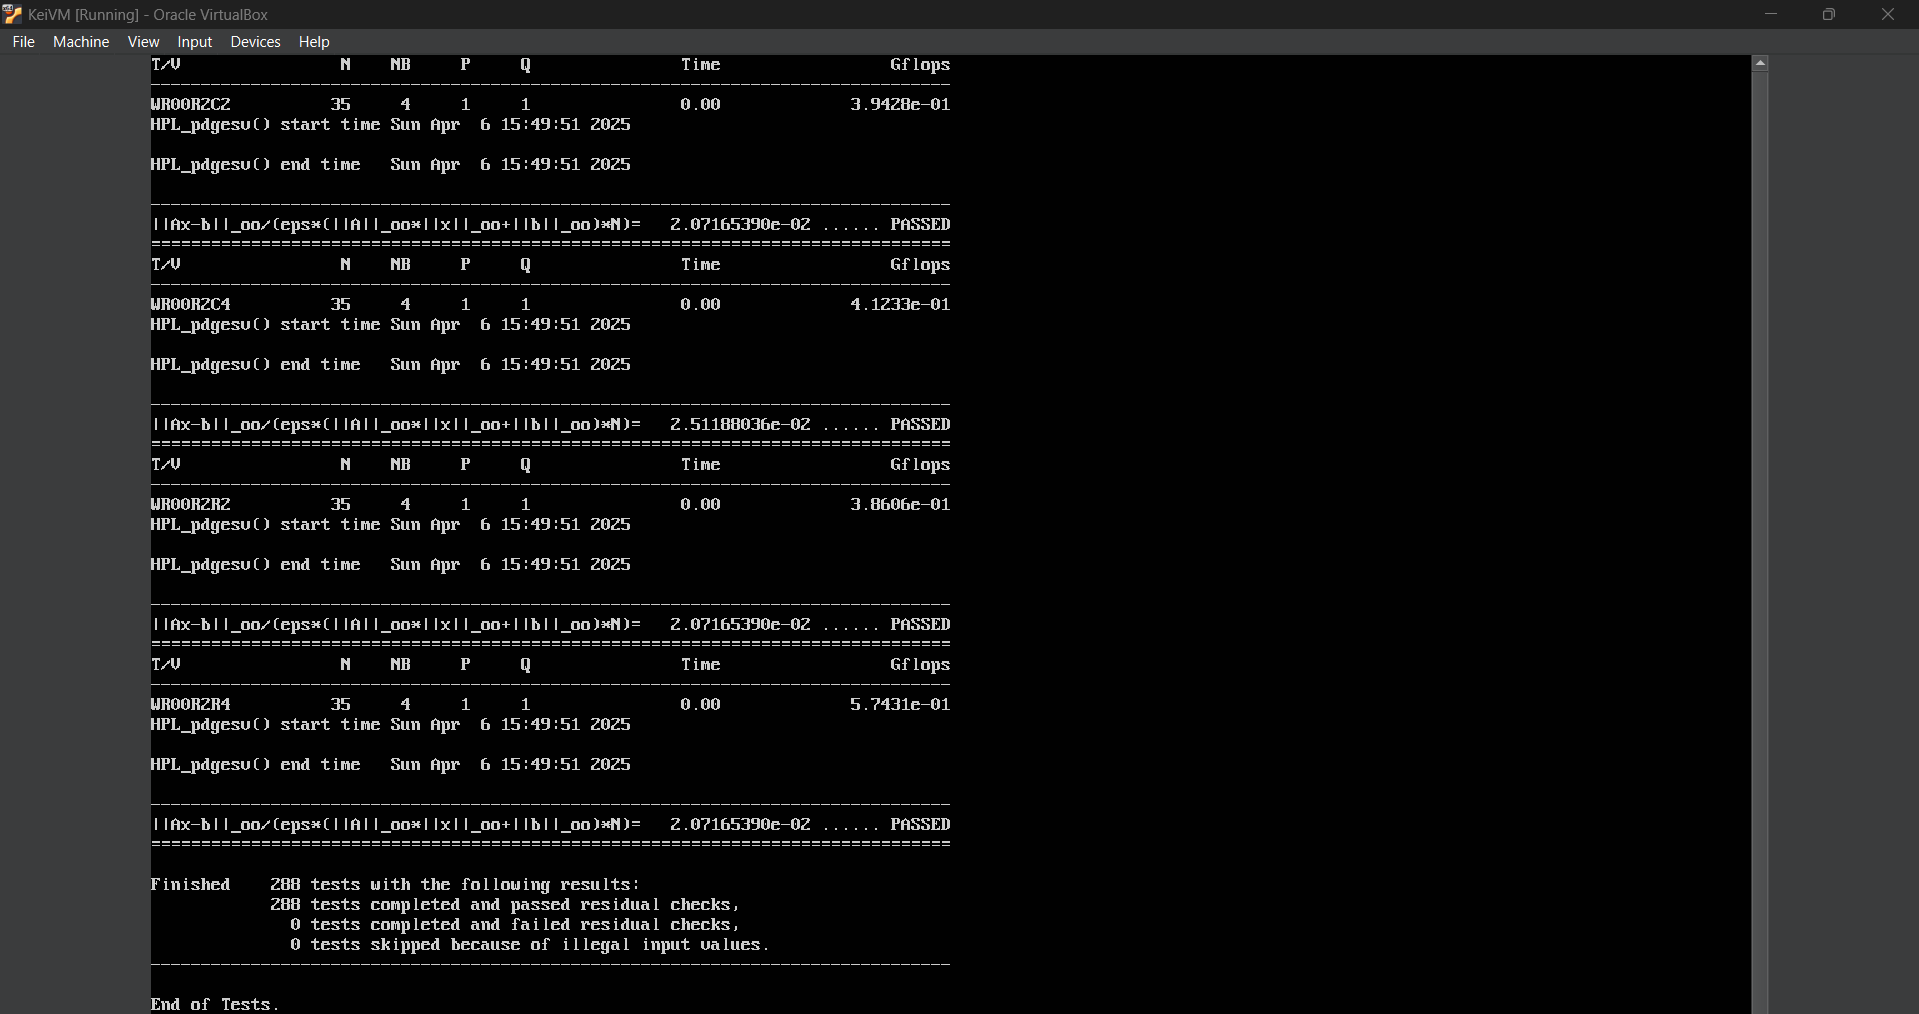 KeiVM [Running] - Oracle VirtualBox
File Machine View Input Devices Help
T/V N NB P Q Time Gflops
--------------------------------------------------------------------------------
WR00R2C2 35 4 1 1 0.00 3.9428e-01
HPL_pdgesv() start time Sun Apr 6 15:49:51 2025
HPL_pdgesv() end time Sun Apr 6 15:49:51 2025
--------------------------------------------------------------------------------
||Ax-b||_oo/(eps*(||A||_oo*||x||_oo+||b||_oo)*N)= 2.07165390e-02 ...... PASSED
================================================================================
T/V N NB P Q Time Gflops
--------------------------------------------------------------------------------
WR00R2C4 35 4 1 1 0.00 4.1233e-01
HPL_pdgesv() start time Sun Apr 6 15:49:51 2025
HPL_pdgesv() end time Sun Apr 6 15:49:51 2025
--------------------------------------------------------------------------------
||Ax-b||_oo/(eps*(||A||_oo*||x||_oo+||b||_oo)*N)= 2.51188036e-02 ...... PASSED
================================================================================
T/V N NB P Q Time Gflops
--------------------------------------------------------------------------------
WR00R2R2 35 4 1 1 0.00 3.8606e-01
HPL_pdgesv() start time Sun Apr 6 15:49:51 2025
HPL_pdgesv() end time Sun Apr 6 15:49:51 2025
--------------------------------------------------------------------------------
||Ax-b||_oo/(eps*(||A||_oo*||x||_oo+||b||_oo)*N)= 2.07165390e-02 ...... PASSED
================================================================================
T/V N NB P Q Time Gflops
--------------------------------------------------------------------------------
WR00R2R4 35 4 1 1 0.00 5.7431e-01
HPL_pdgesv() start time Sun Apr 6 15:49:51 2025
HPL_pdgesv() end time Sun Apr 6 15:49:51 2025
--------------------------------------------------------------------------------
||Ax-b||_oo/(eps*(||A||_oo*||x||_oo+||b||_oo)*N)= 2.07165390e-02 ...... PASSED
================================================================================
Finished 288 tests with the following results:
288 tests completed and passed residual checks,
0 tests completed and failed residual checks,
0 tests skipped because of illegal input values.
--------------------------------------------------------------------------------
End of Tests.